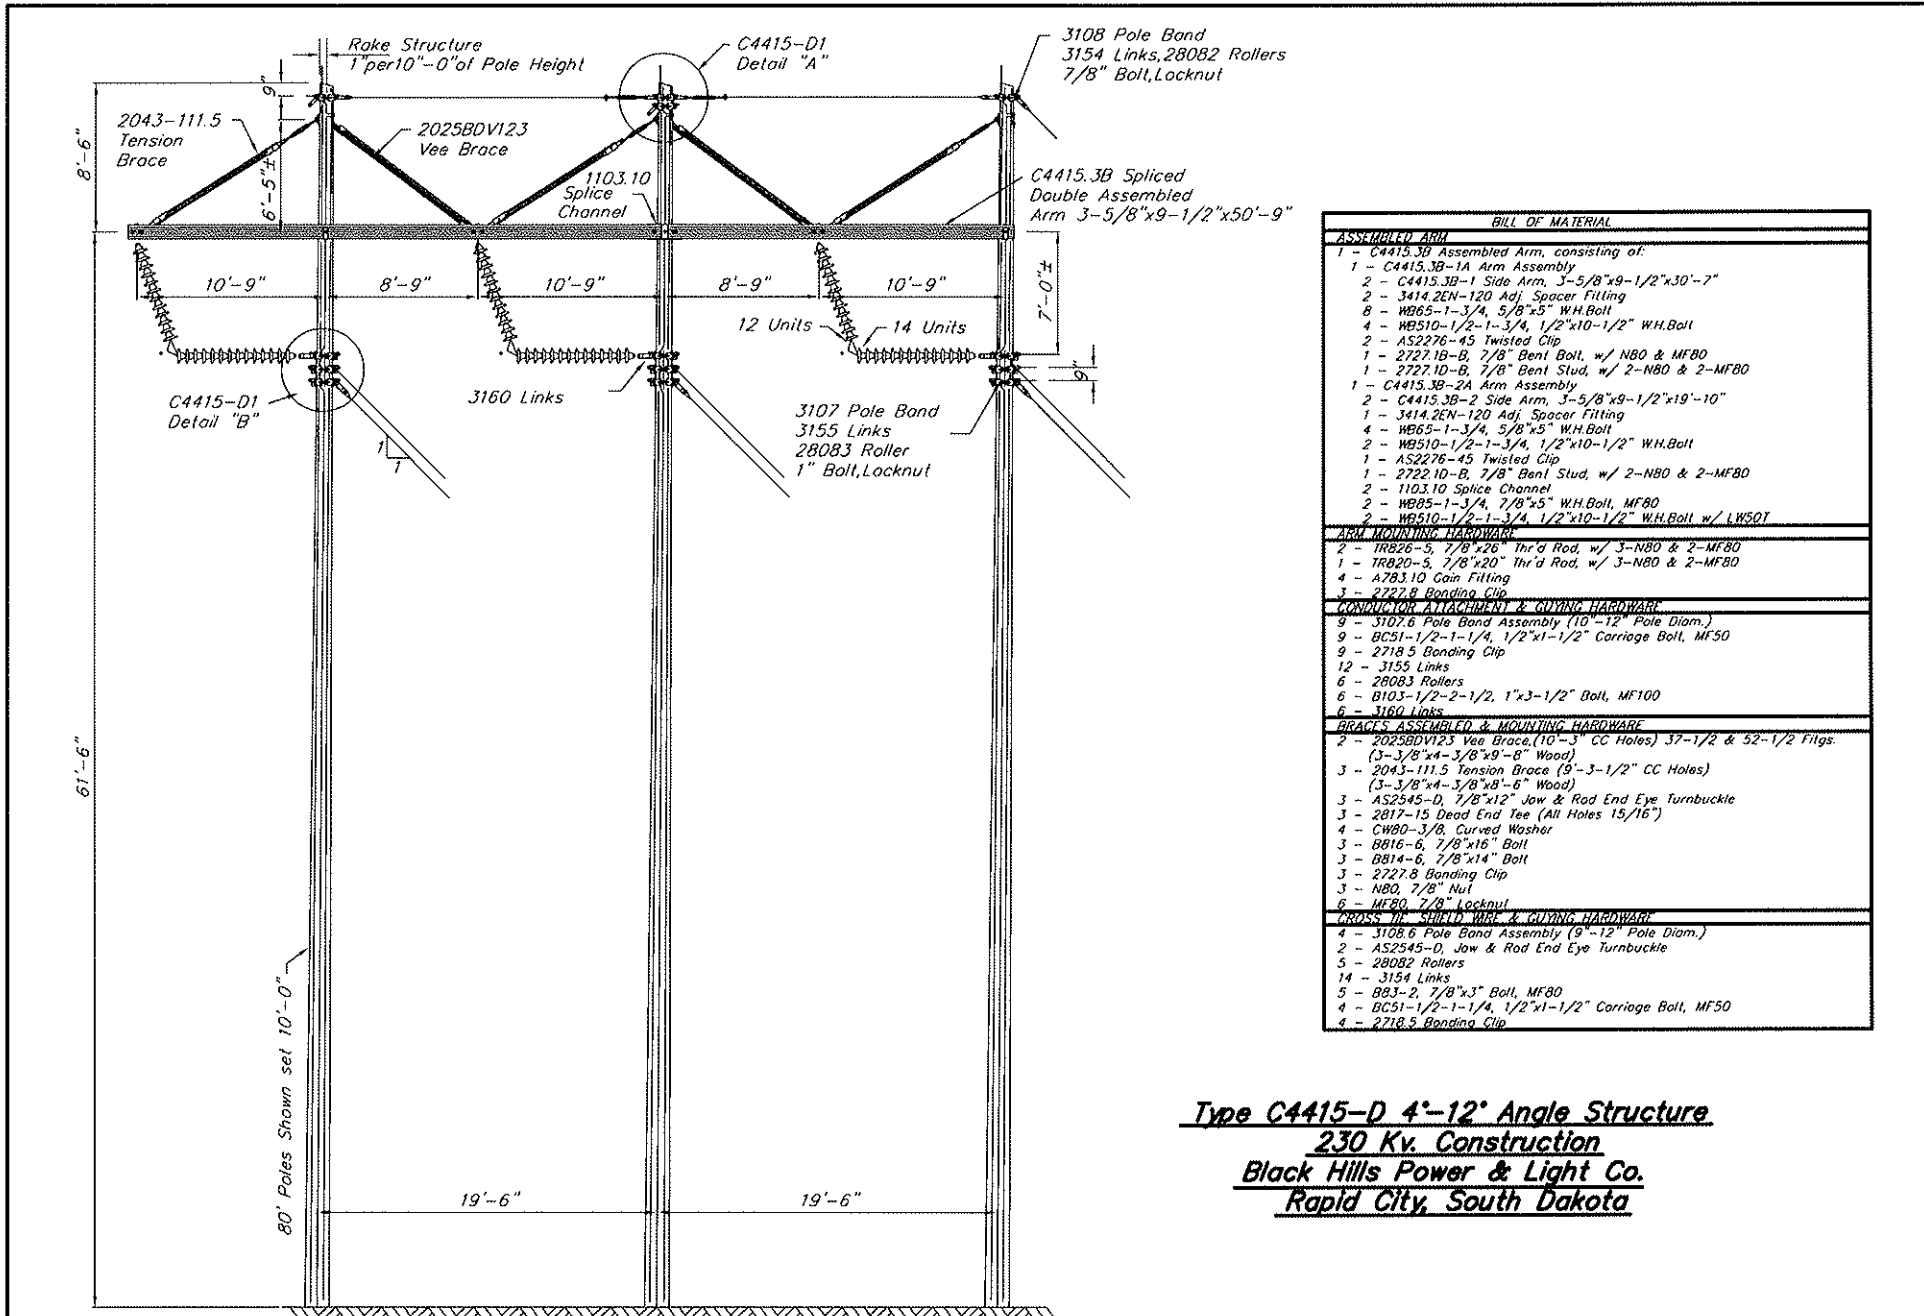 Rake Structure
1"per10"-0"of Pole Height
C4415-D1
Detail "A"
3108 Pole Band
3154 Links,28082 Rollers
7/8" Bolt,Locknut
9"
8'-6"
2043-111.5
Tension
Brace
2025BDV123
Vee Brace
6'-5"±
1103.10
Splice
Channel
C4415.3B Spliced
Double Assembled
Arm 3-5/8"x9-1/2"x50'-9"
10'-9"
8'-9"
10'-9"
8'-9"
10'-9"
7'-0"±
12 Units
14 Units
9"
C4415-D1
Detail "B"
3160 Links
3107 Pole Band
3155 Links
28083 Roller
1" Bolt,Locknut
1
1
61'-6"
80' Poles Shown set 10'-0"
19'-6"
19'-6"
BILL OF MATERIAL
ASSEMBLED ARM
1 - C4415.3B Assembled Arm, consisting of:
1 - C4415.3B-1A Arm Assembly
2 - C4415.3B-1 Side Arm, 3-5/8"x9-1/2"x30'-7"
2 - 3414.2EN-120 Adj. Spacer Fitting
8 - WB65-1-3/4, 5/8"x5" W.H.Bolt
4 - WB510-1/2-1-3/4, 1/2"x10-1/2" W.H.Bolt
2 - AS2276-45 Twisted Clip
1 - 2727.1B-B, 7/8" Bent Bolt, w/ N80 & MF80
1 - 2727.1D-B, 7/8" Bent Stud, w/ 2-N80 & 2-MF80
1 - C4415.3B-2A Arm Assembly
2 - C4415.3B-2 Side Arm, 3-5/8"x9-1/2"x19'-10"
1 - 3414.2EN-120 Adj. Spacer Fitting
4 - WB65-1-3/4, 5/8"x5" W.H.Bolt
2 - WB510-1/2-1-3/4, 1/2"x10-1/2" W.H.Bolt
1 - AS2276-45 Twisted Clip
1 - 2722.1D-B, 7/8" Bent Stud, w/ 2-N80 & 2-MF80
2 - 1103.10 Splice Channel
2 - WB85-1-3/4, 7/8"x5" W.H.Bolt, MF80
2 - WB510-1/2-1-3/4, 1/2"x10-1/2" W.H.Bolt w/ LW50T
ARM MOUNTING HARDWARE
2 - TR826-5, 7/8"x26" Thr'd Rod, w/ 3-N80 & 2-MF80
1 - TR820-5, 7/8"x20" Thr'd Rod, w/ 3-N80 & 2-MF80
4 - A783.10 Gain Fitting
3 - 2727.8 Bonding Clip
CONDUCTOR ATTACHMENT & GUYING HARDWARE
9 - 3107.6 Pole Band Assembly (10"-12" Pole Diam.)
9 - BC51-1/2-1-1/4, 1/2"x1-1/2" Carriage Bolt, MF50
9 - 2718.5 Bonding Clip
12 - 3155 Links
6 - 28083 Rollers
6 - B103-1/2-2-1/2, 1"x3-1/2" Bolt, MF100
6 - 3160 Links
BRACES ASSEMBLED & MOUNTING HARDWARE
2 - 2025BDV123 Vee Brace,(10'-3" CC Holes) 37-1/2 & 52-1/2 Fitgs.
(3-3/8"x4-3/8"x9'-8" Wood)
3 - 2043-111.5 Tension Brace (9'-3-1/2" CC Holes)
(3-3/8"x4-3/8"x8'-6" Wood)
3 - AS2545-D, 7/8"x12" Jaw & Rod End Eye Turnbuckle
3 - 2817-15 Dead End Tee (All Holes 15/16")
4 - CW80-3/8, Curved Washer
3 - B816-6, 7/8"x16" Bolt
3 - B814-6, 7/8"x14" Bolt
3 - 2727.8 Bonding Clip
3 - N80, 7/8" Nut
6 - MF80, 7/8" Locknut
CROSS TIE, SHIELD WIRE & GUYING HARDWARE
4 - 3108.6 Pole Band Assembly (9"-12" Pole Diam.)
2 - AS2545-D, Jaw & Rod End Eye Turnbuckle
5 - 28082 Rollers
14 - 3154 Links
5 - B83-2, 7/8"x3" Bolt, MF80
4 - BC51-1/2-1-1/4, 1/2"x1-1/2" Carriage Bolt, MF50
4 - 2718.5 Bonding Clip
Type C4415-D 4°-12° Angle Structure
230 Kv. Construction
Black Hills Power & Light Co.
Rapid City, South Dakota